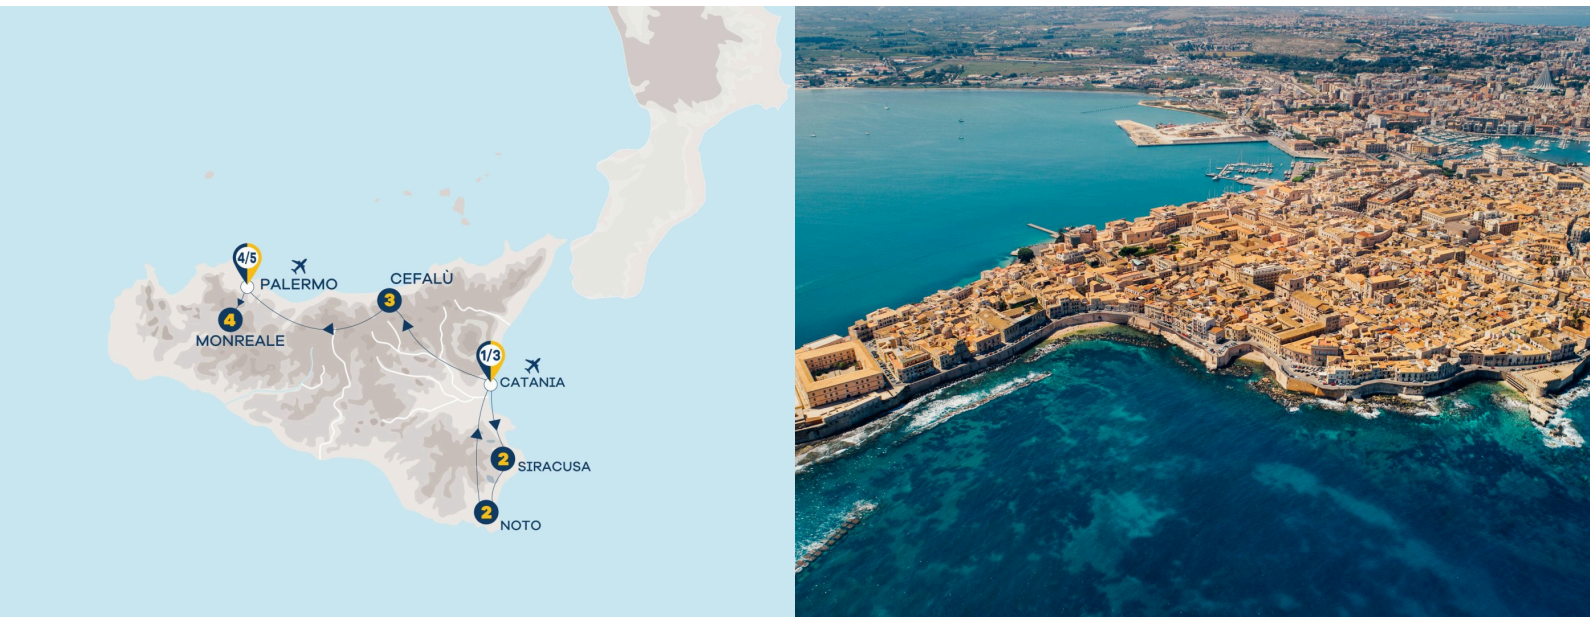 4/5
PALERMO
CEFALÙ
3
4
MONREALE
1/3
CATANIA
2
SIRACUSA
2
NOTO